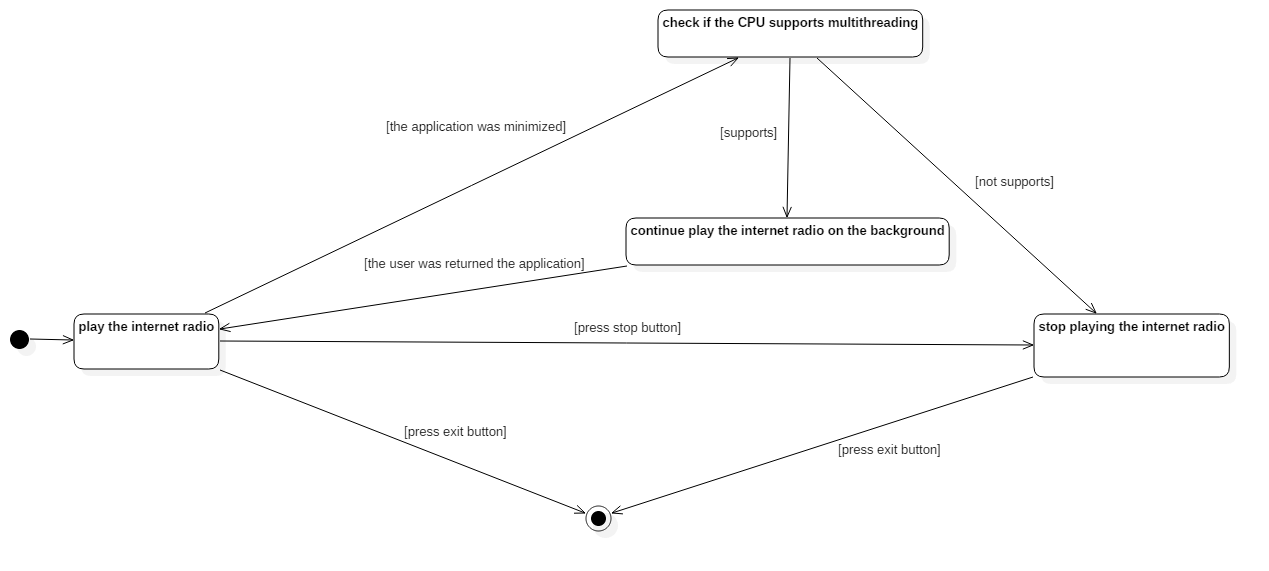 check if the CPU supports multithreading
[the application was minimized]
[supports]
[not supports]
continue play the internet radio on the background
[the user was returned the application]
play the internet radio
[press stop button]
stop playing the internet radio
[press exit button]
[press exit button]